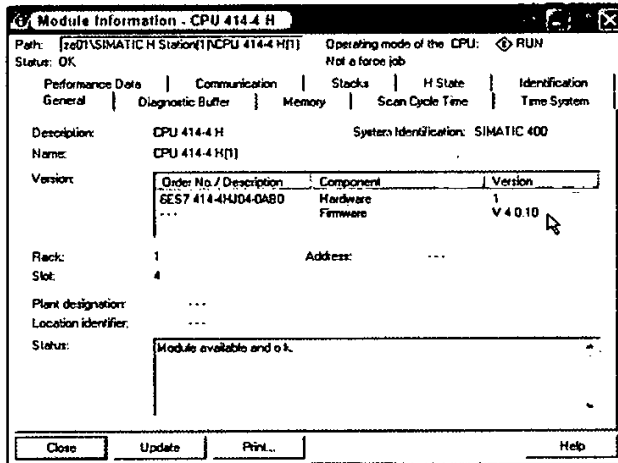 Module Information - CPU 414-4 H
Path: za01\SIMATIC H Station[1]\CPU 414-4 H[1] Operating mode of the CPU: RUN
Status: OK Not a force job
Performance Data Communication Stacks H State Identification
General Diagnostic Buffer Memory Scan Cycle Time Time System
Description: CPU 414-4 H System Identification: SIMATIC 400
Name: CPU 414-4 H[1]
Version: Order No./ Description Component Version
6ES7 414-4HJ04-0AB0 Hardware 1
- - - Firmware V 4.0.10
Rack: 1 Address: - - -
Slot: 4
Plant designation: - - -
Location identifier: - - -
Status: Module available and o.k.
Close Update Print... Help